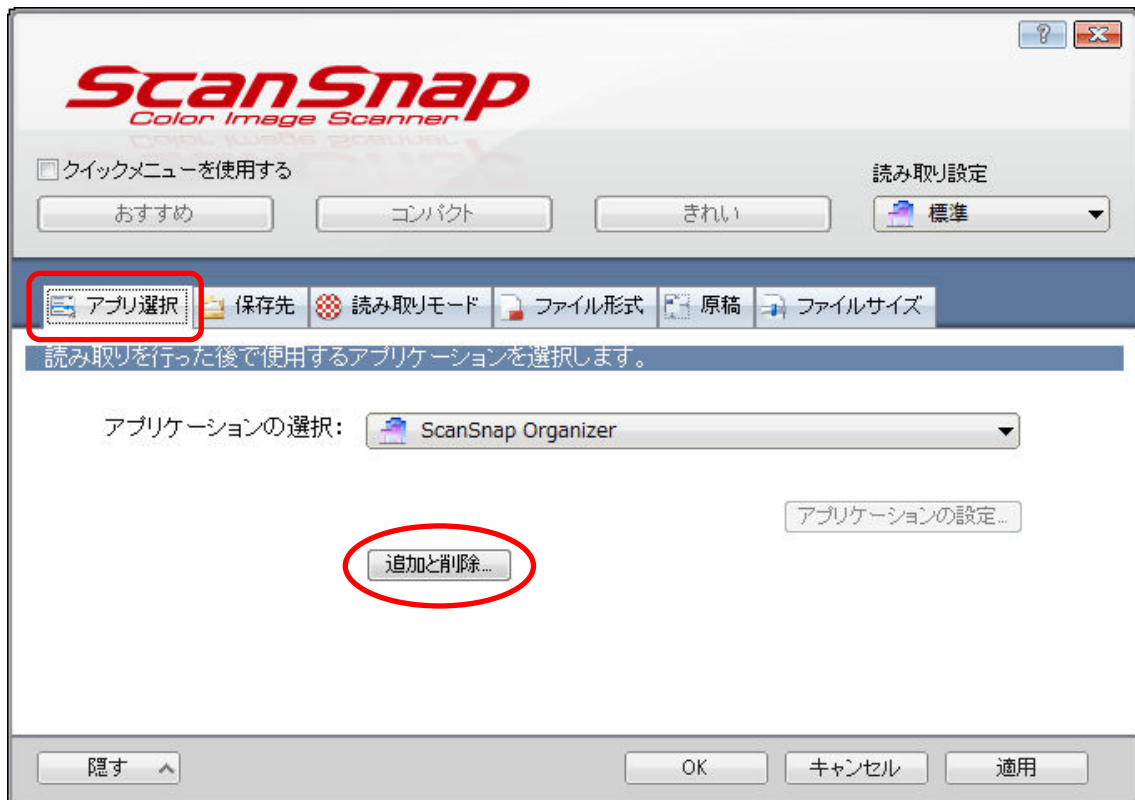 ScanSnap
Color Image Scanner
クイックメニューを使用する
読み取り設定
おすすめ コンパクト きれい 標準
アプリ選択 保存先 読み取りモード ファイル形式 原稿 ファイルサイズ
読み取りを行った後で使用するアプリケーションを選択します。
アプリケーションの選択: ScanSnap Organizer
アプリケーションの設定...
追加と削除...
隠す OK キャンセル 適用